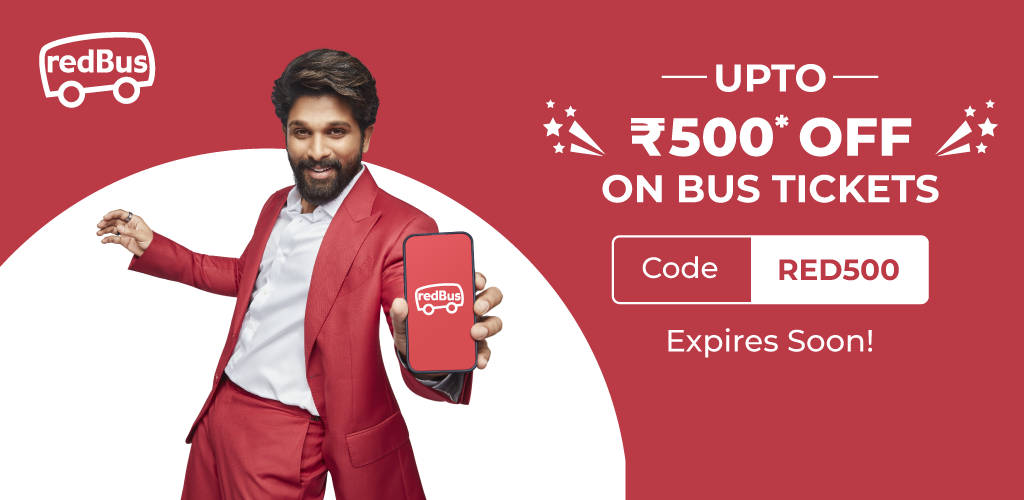 redBus
UPTO
₹500* OFF
ON BUS TICKETS
Code RED500
Expires Soon!
redBus